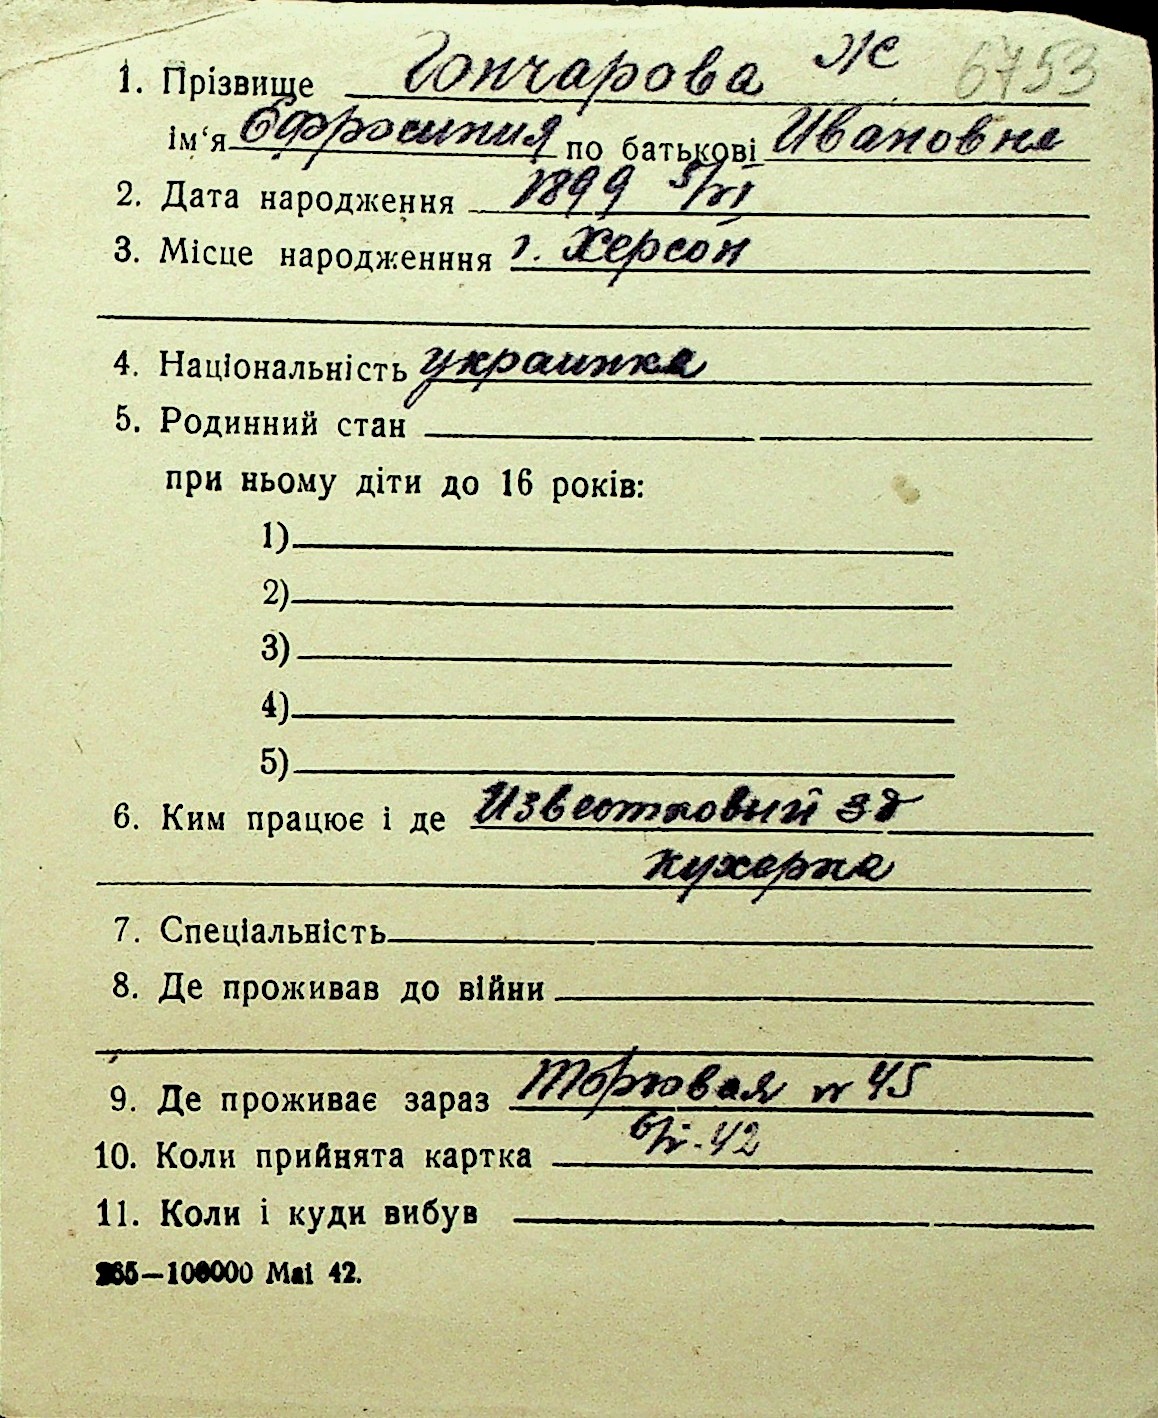 Ж 6753
1. Прізвище Гончарова
ім‘я Ефросиния по батькові Ивановна
2. Дата народження 1899 5/VI
3. Місце народженння г. Херсон
4. Національність украинка
5. Родинний стан
при ньому діти до 16 років:
1)
2)
3)
4)
5)
6. Ким працює і де Известковый зд
кухарка
7. Спеціальність
8. Де проживав до війни
9. Де проживає зараз Торговая № 45
10. Коли прийнята картка 42
11. Коли і куди вибув
265—100000 Маі 42.